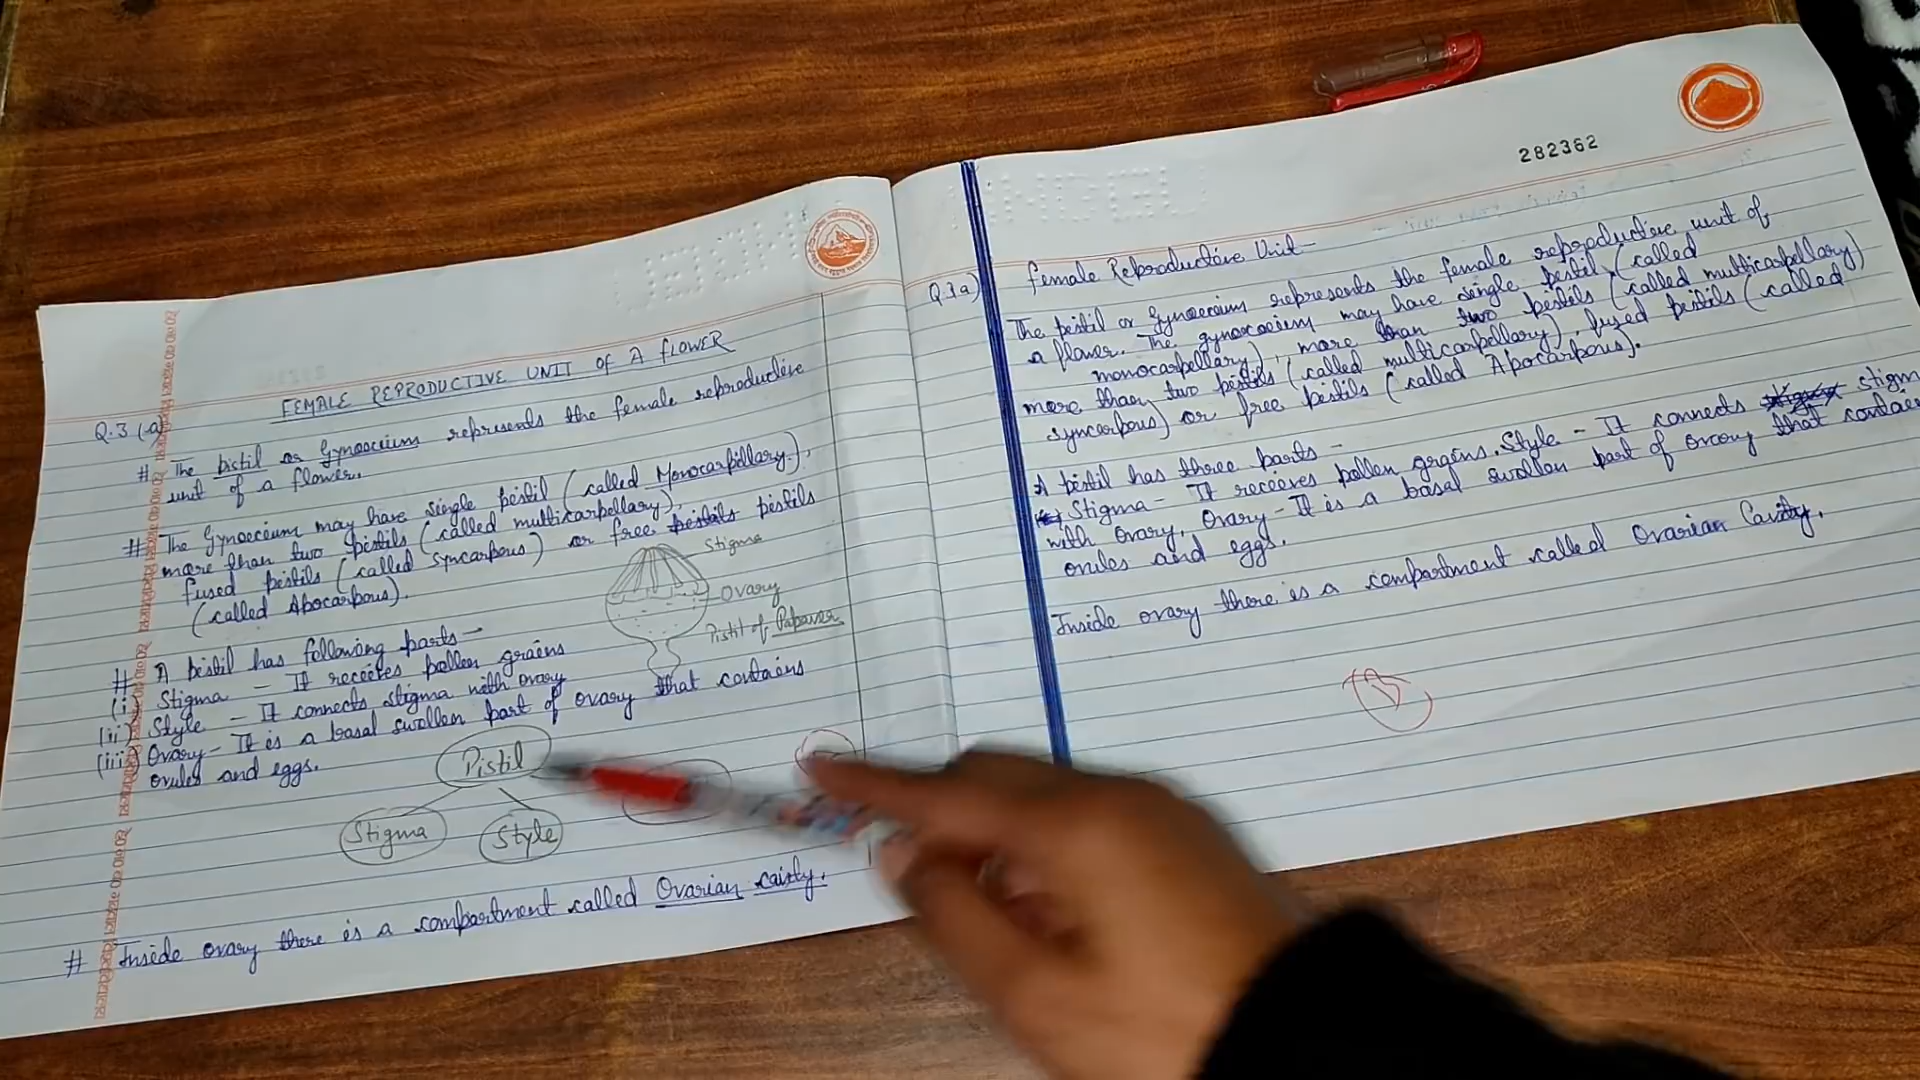 FEMALE REPRODUCTIVE UNIT OF A FLOWER
Q.3 (a)
# The pistil or Gynoecium represents the female reproductive
unit of a flower.
# The Gynoecium may have single pistil (called Monocarpillary),
more than two pistils (called multicarpellary),
fused pistils (called Syncarpous) or free pistils pistils
(called Apocarpous).
Stigma
Ovary
Pistil of Papaver
# A pistil has following parts -
(i) Stigma - It receives pollen grains
(ii) Style - It connects stigma with ovary
(iii) Ovary - It is a basal swollen part of ovary that contains
ovules and eggs.
Pistil
Stigma
Style
# Inside ovary there is a compartment called Ovarian cavity.
282362
Q.3 a)
Female Reproductive Unit -
The pistil or Gynoecium represents the female reproductive unit of
a flower. The gynoecium may have single pistil (called
monocarpellary), more than two pistils (called multicarpellary)
more than two pistils (called multicarpellary), fused pistils (called
syncarpous) or free pistils (called Apocarpous).
A pistil has three parts -
Stigma - It receives pollen grains. Style - It connects stigm
with ovary. Ovary - It is a basal swollen part of ovary that contain
ovules and eggs.
Inside ovary there is a compartment called Ovarian Cavity.